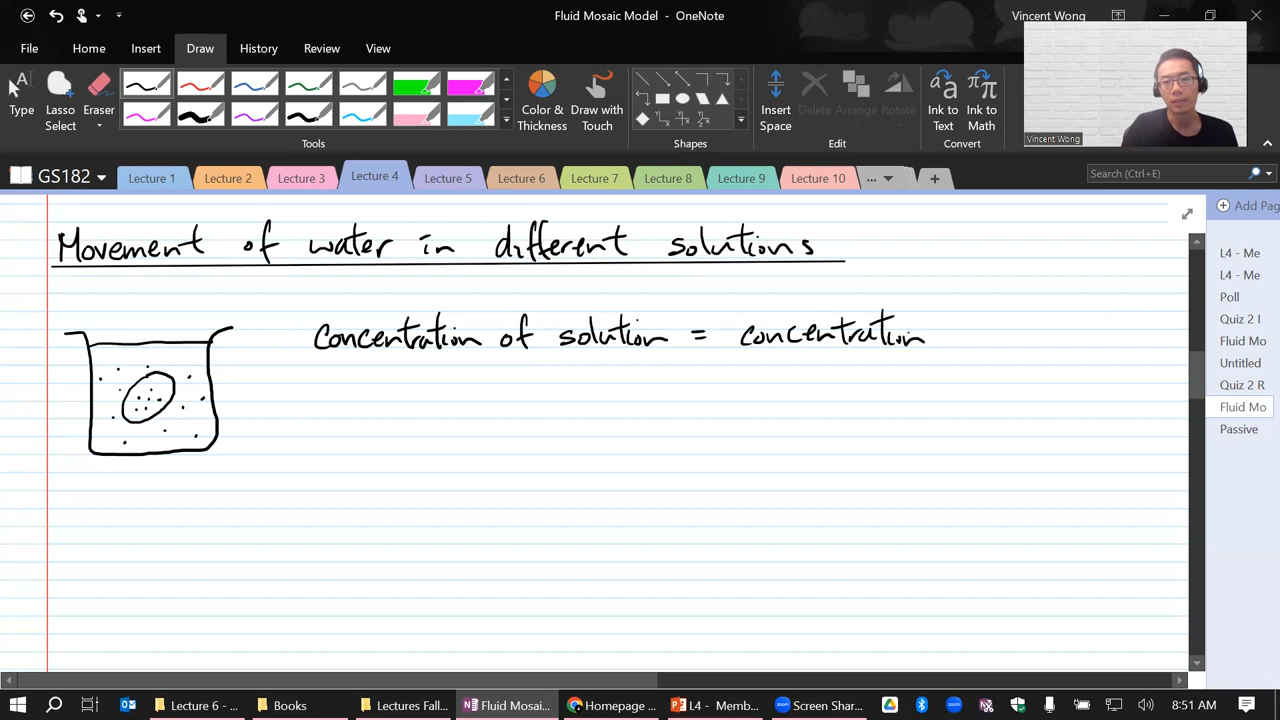 Fluid Mosaic Model - OneNote
Vincent Wong
File Home Insert Draw History Review View
Type
Lasso Select
Eraser
Color & Thickness
Draw with Touch
Insert Space
Delete Arrange Rotate
Ink to Text
Ink to Math
Tools
Shapes
Edit
Convert
Vincent Wong
GS182
Lecture 1 Lecture 2 Lecture 3 Lecture 4 Lecture 5 Lecture 6 Lecture 7 Lecture 8 Lecture 9 Lecture 10 ...
Search (Ctrl+E)
Add Pag
Movement of water in different solutions
concentration of solution = concentration
L4 - Me
L4 - Me
Poll
Quiz 2 I
Fluid Mo
Untitled
Quiz 2 R
Fluid Mo
Passive
Lecture 6 - ... Books Lectures Fall... Fluid Mosai... Homepage ... L4 - Memb... Screen Shar... 8:51 AM